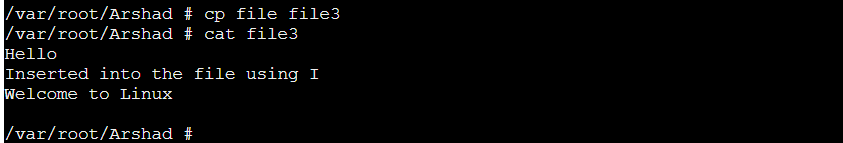 /var/root/Arshad # cp file file3
/var/root/Arshad # cat file3
Hello
Inserted into the file using I
Welcome to Linux
/var/root/Arshad #